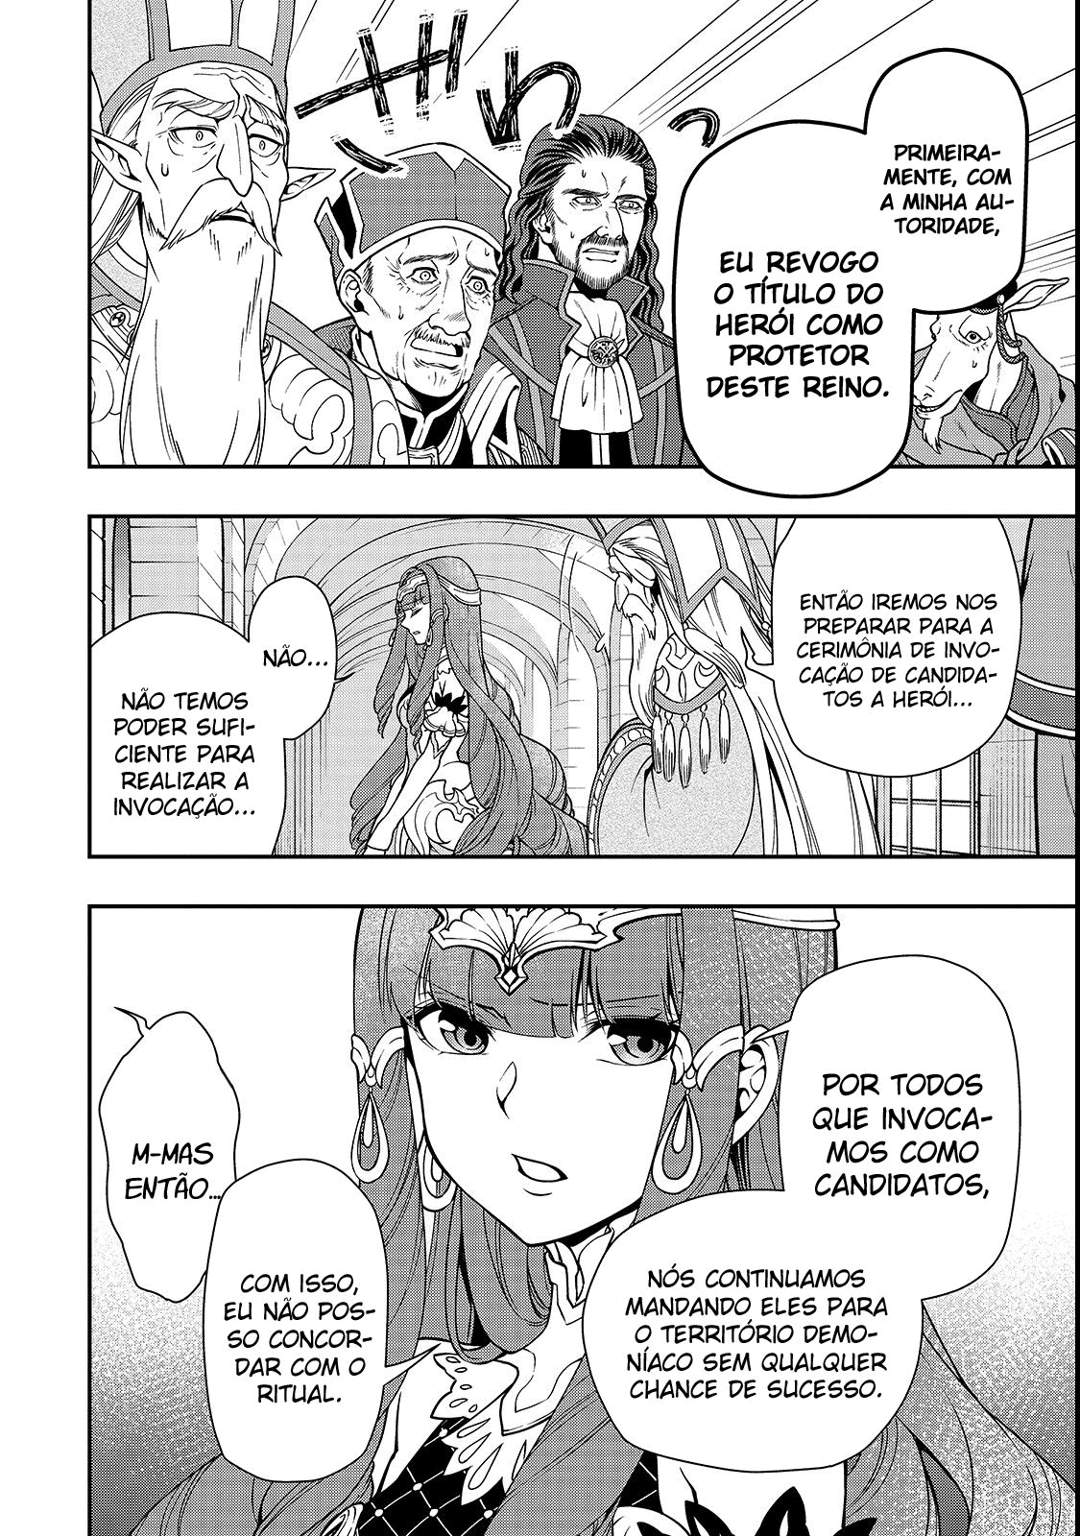 PRIMEIRA-
MENTE, COM
A MINHA AU-
TORIDADE,
EU REVOGO
O TÍTULO DO
HERÓI COMO
PROTETOR
DESTE REINO.
ざわっ
ENTÃO IREMOS NOS
PREPARAR PARA A
CERIMÔNIA DE INVO-
CAÇÃO DE CANDIDA-
TOS A HERÓI...
NÃO...
NÃO TEMOS
PODER SUFI-
CIENTE PARA
REALIZAR A
INVOCAÇÃO...
POR TODOS
QUE INVOCA-
MOS COMO
CANDIDATOS,
NÓS CONTINUAMOS
MANDANDO ELES PARA
O TERRITÓRIO DEMO-
NÍACO SEM QUALQUER
CHANCE DE SUCESSO.
M-MAS
ENTÃO...
COM ISSO,
EU NÃO POS-
SO CONCOR-
DAR COM O
RITUAL.